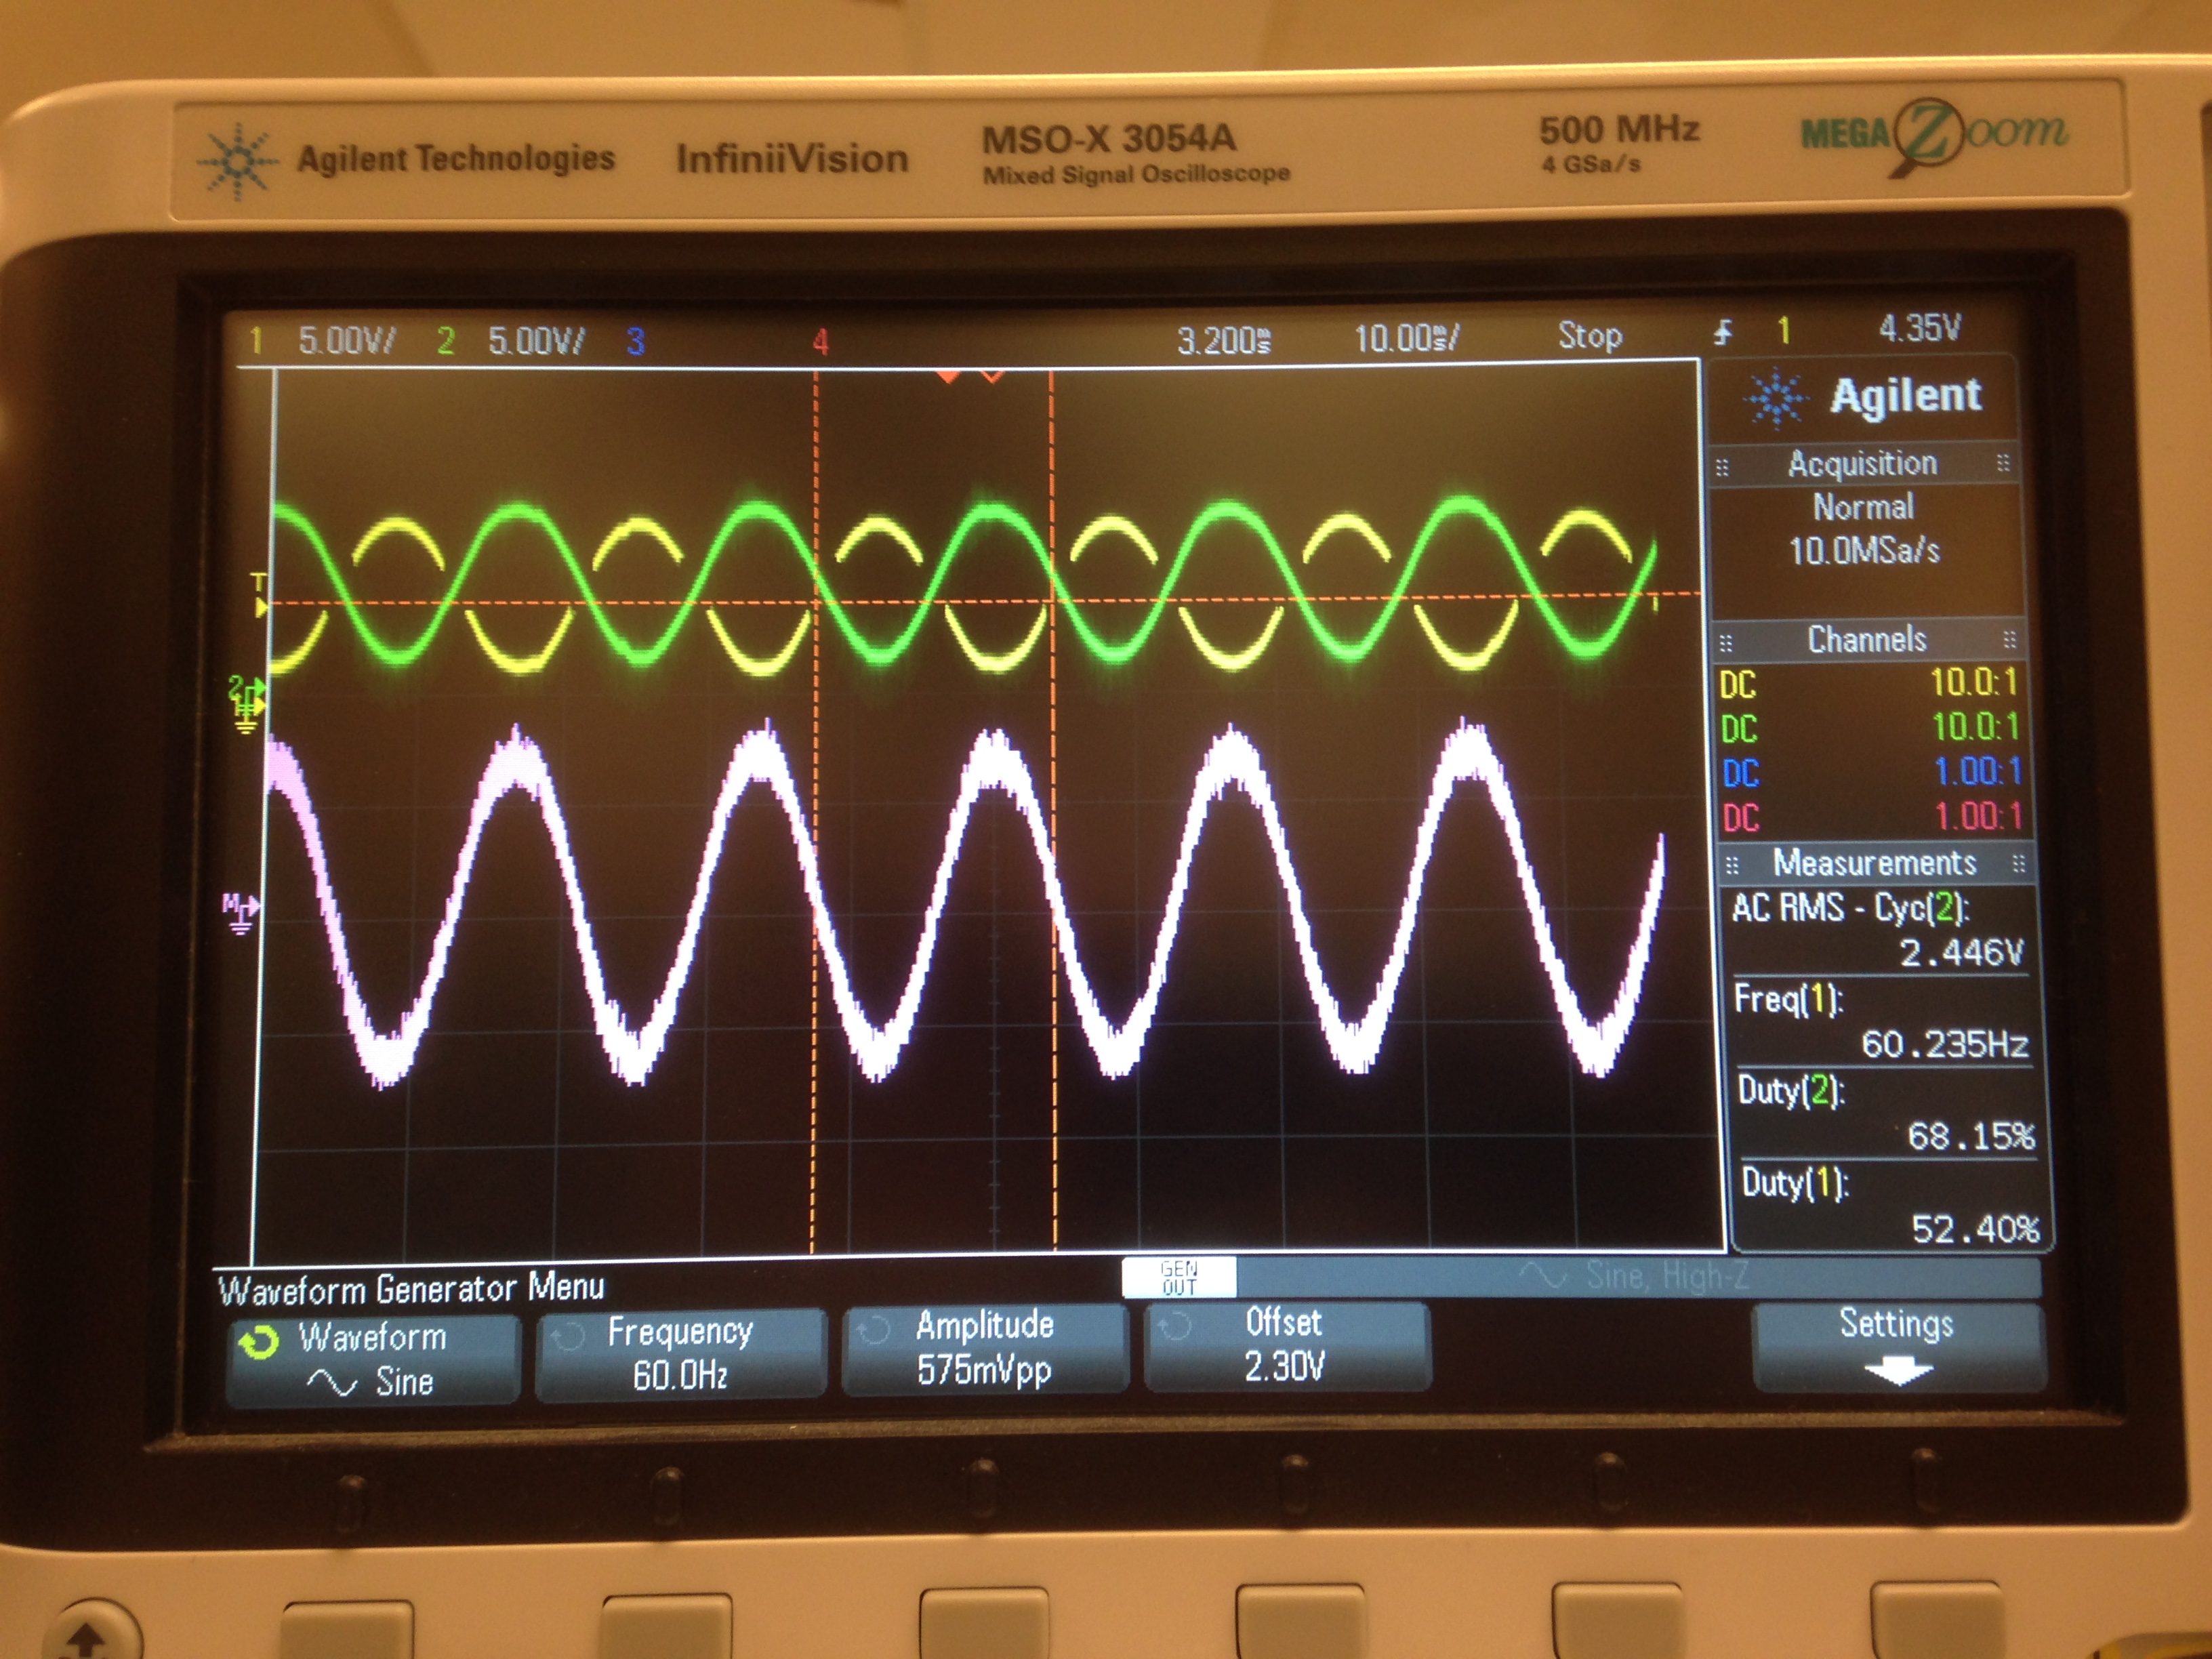 Agilent Technologies InfiniiVision MSO-X 3054A 500 MHz MEGA Zoom
Mixed Signal Oscilloscope 4 GSa/s
1 5.00V/ 2 5.00V/ 3 4 3.200ms 10.00ms/ Stop 1 4.35V
Agilent
Acquisition
Normal
10.0MSa/s
Channels
DC 10.0:1
DC 10.0:1
DC 1.00:1
DC 1.00:1
Measurements
AC RMS - Cyc(2):
2.446V
Freq(1):
60.235Hz
Duty(2):
68.15%
Duty(1):
52.40%
T
2
1
M
Waveform Generator Menu
GEN
OUT
Sine, High-Z
Waveform
Sine
Frequency
60.0Hz
Amplitude
575mVpp
Offset
2.30V
Settings